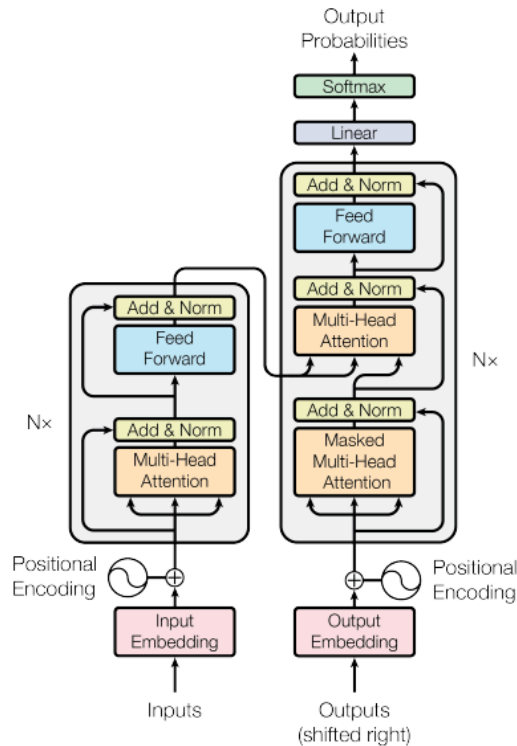 Output
Probabilities
Softmax
Linear
Add & Norm
Feed
Forward
Add & Norm
Multi-Head
Attention
Add & Norm
Masked
Multi-Head
Attention
N×
Add & Norm
Feed
Forward
Add & Norm
Multi-Head
Attention
N×
Positional
Encoding
Positional
Encoding
Input
Embedding
Output
Embedding
Inputs
Outputs
(shifted right)